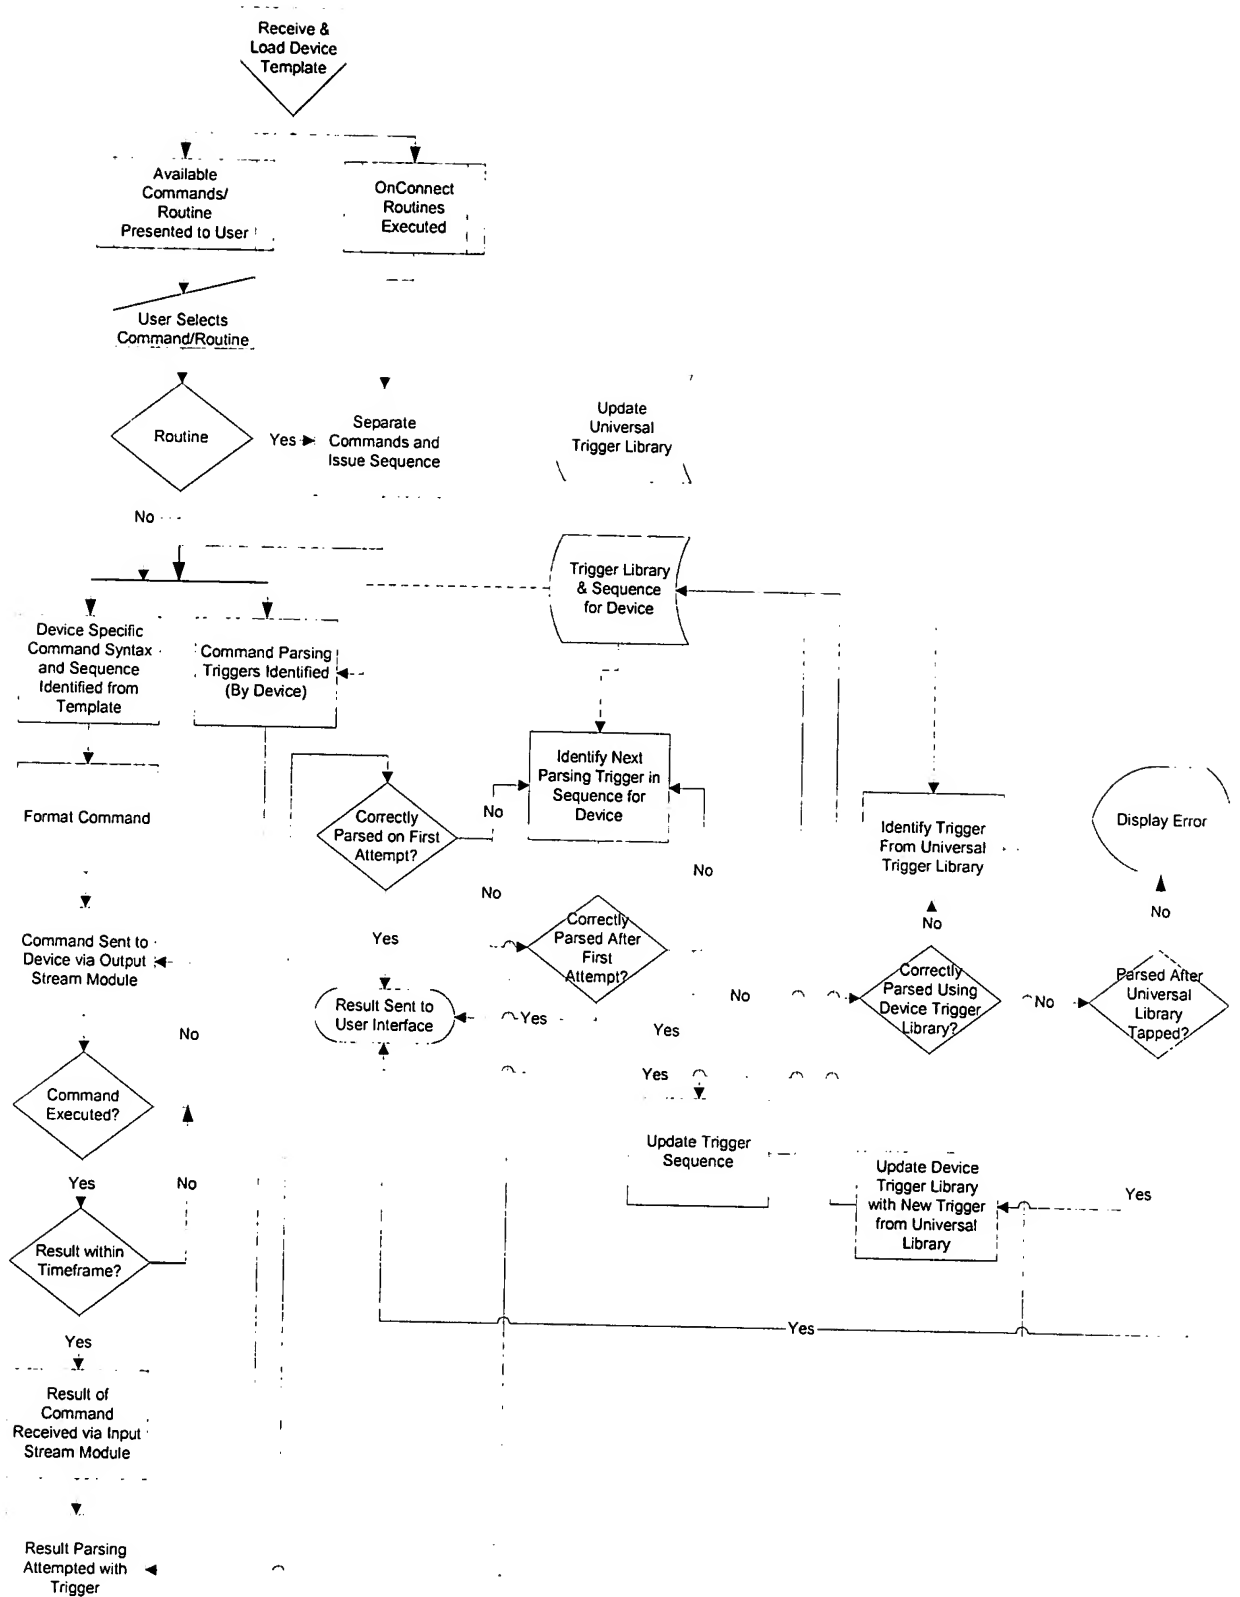 Receive &
Load Device
Template
Available
Commands/
Routine
Presented to User
OnConnect
Routines
Executed
User Selects
Command/Routine
Routine
Yes
Separate
Commands and
Issue Sequence
Update
Universal
Trigger Library
No
Trigger Library
& Sequence
for Device
Device Specific
Command Syntax
and Sequence
Identified from
Template
Command Parsing
Triggers Identified
(By Device)
Identify Next
Parsing Trigger in
Sequence for
Device
Format Command
Correctly
Parsed on First
Attempt?
No
Identify Trigger
From Universal
Trigger Library
Display Error
No
No
Yes
Correctly
Parsed After
First
Attempt?
No
No
Command Sent to
Device via Output
Stream Module
Result Sent to
User Interface
Yes
No
Correctly
Parsed Using
Device Trigger
Library?
No
Parsed After
Universal
Library
Tapped?
No
Yes
Yes
Command
Executed?
Update Trigger
Sequence
Update Device
Trigger Library
with New Trigger
from Universal
Library
Yes
Yes
No
Result within
Timeframe?
Yes
Yes
Result of
Command
Received via Input
Stream Module
Result Parsing
Attempted with
Trigger